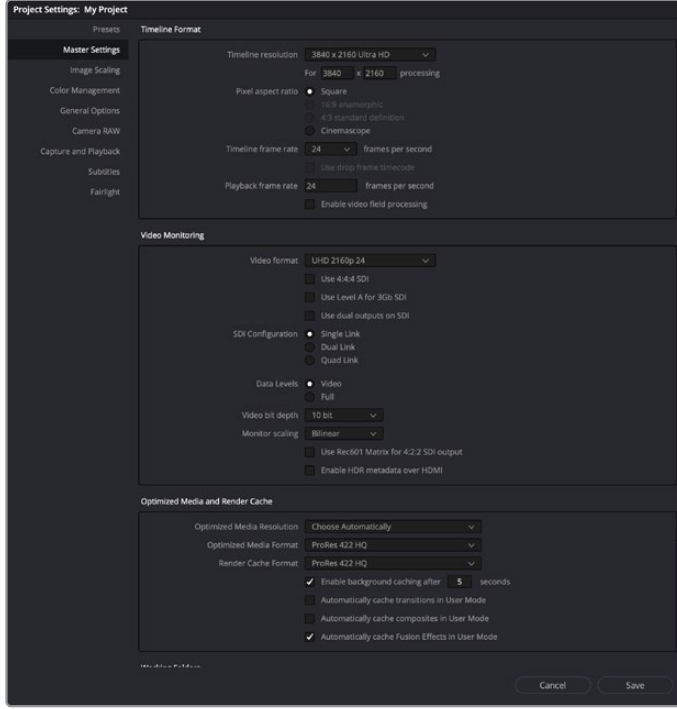 Project Settings: My Project
Presets
Master Settings
Image Scaling
Color Management
General Options
Camera RAW
Capture and Playback
Subtitles
Fairlight
Timeline Format
Timeline resolution 3840 x 2160 Ultra HD
For 3840 x 2160 processing
Pixel aspect ratio Square
16:9 anamorphic
4:3 standard definition
Cinemascope
Timeline frame rate 24 frames per second
Use drop frame timecode
Playback frame rate 24 frames per second
Enable video field processing
Video Monitoring
Video format UHD 2160p 24
Use 4:4:4 SDI
Use Level A for 3Gb SDI
Use dual outputs on SDI
SDI Configuration Single Link
Dual Link
Quad Link
Data Levels Video
Full
Video bit depth 10 bit
Monitor scaling Bilinear
Use Rec601 Matrix for 4:2:2 SDI output
Enable HDR metadata over HDMI
Optimized Media and Render Cache
Optimized Media Resolution Choose Automatically
Optimized Media Format ProRes 422 HQ
Render Cache Format ProRes 422 HQ
Enable background caching after 5 seconds
Automatically cache transitions in User Mode
Automatically cache composites in User Mode
Automatically cache Fusion Effects in User Mode
Working Folders
Cancel
Save